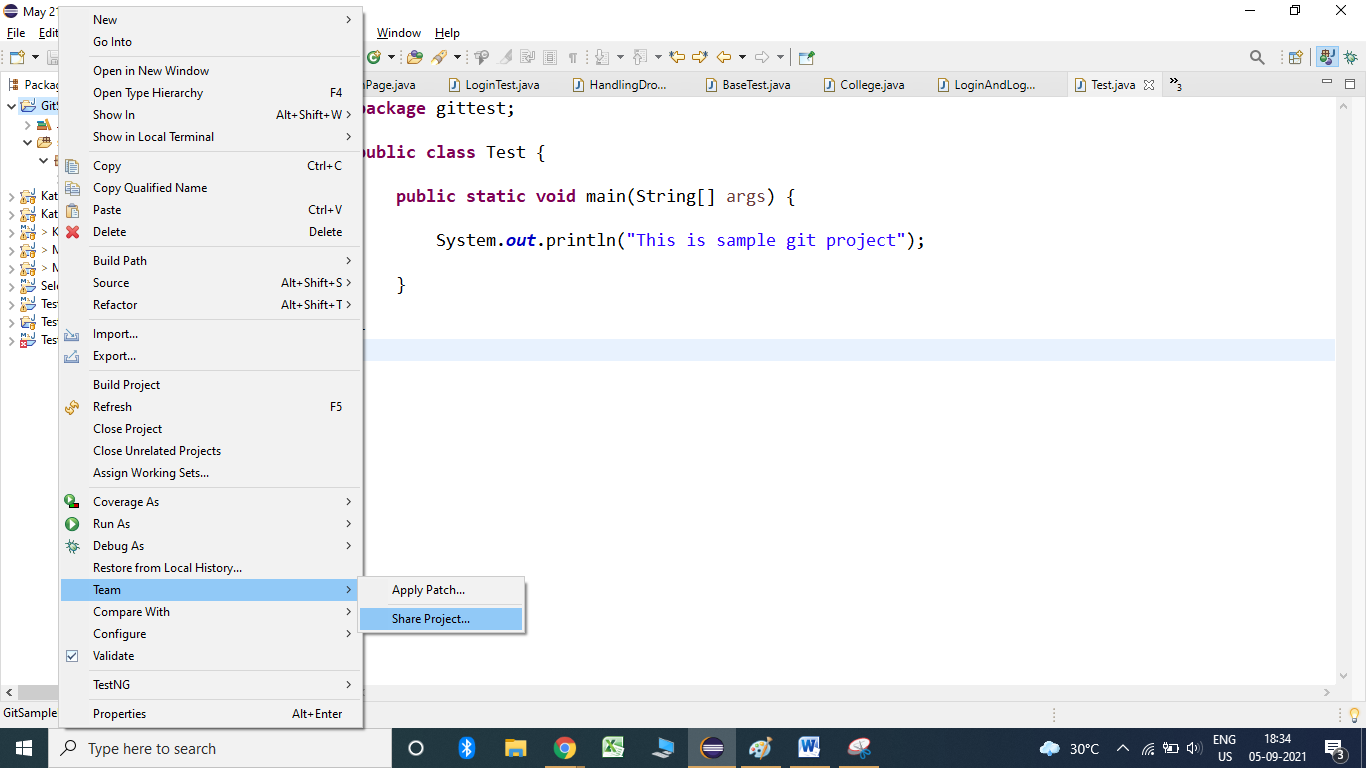 May 2
File Edit Window Help
Packag
nPage.java LoginTest.java HandlingDro... BaseTest.java College.java LoginAndLog... Test.java »3
GitS
Kat
Kat
> K
> N
> N
Sele
Tes
Tes
Tes
New
Go Into
Open in New Window
Open Type Hierarchy F4
Show In Alt+Shift+W >
Show in Local Terminal
Copy Ctrl+C
Copy Qualified Name
Paste Ctrl+V
Delete Delete
Build Path
Source Alt+Shift+S >
Refactor Alt+Shift+T >
Import...
Export...
Build Project
Refresh F5
Close Project
Close Unrelated Projects
Assign Working Sets...
Coverage As
Run As
Debug As
Restore from Local History...
Team
Compare With
Configure
Validate
TestNG
Properties Alt+Enter
Apply Patch...
Share Project...
package gittest;
public class Test {
public static void main(String[] args) {
System.out.println("This is sample git project");
}
GitSample
Type here to search
30°C
ENG
US
18:34
05-09-2021
3